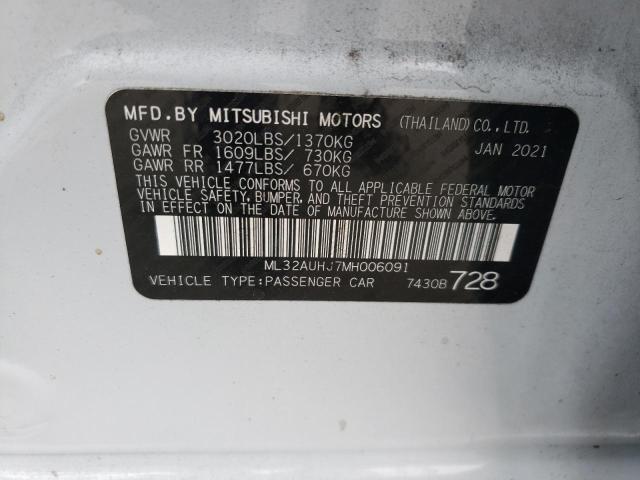 MFD.BY MITSUBISHI MOTORS (THAILAND) CO., LTD.
GVWR 3020LBS/1370KG JAN 2021
GAWR FR 1609LBS/ 730KG
GAWR RR 1477LBS/ 670KG
THIS VEHICLE CONFORMS TO ALL APPLICABLE FEDERAL MOTOR
VEHICLE SAFETY, BUMPER, AND THEFT PREVENTION STANDARDS
IN EFFECT ON THE DATE OF MANUFACTURE SHOWN ABOVE.
ML32AUHJ7MH006091
VEHICLE TYPE:PASSENGER CAR 7430B 728